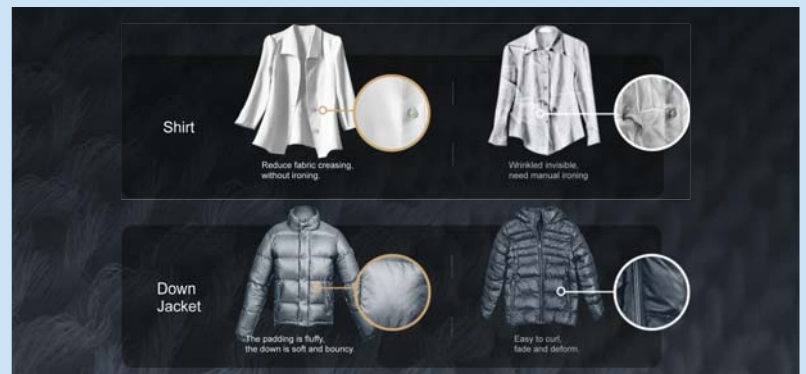 Shirt
Reduce fabric creasing,
without ironing.
Wrinkled invisible,
need manual ironing
Down
Jacket
The padding is fluffy,
the down is soft and bouncy.
Easy to curl,
fade and deform.